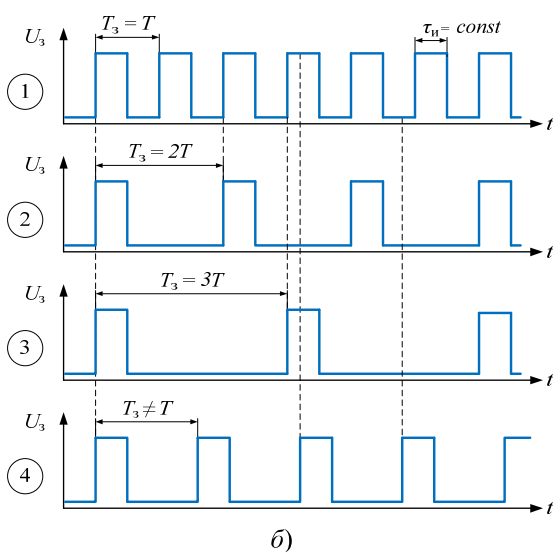 Uз
Tз = T
τи = const
1
t
Uз
Tз = 2T
2
t
Uз
Tз = 3T
3
t
Uз
Tз ≠ T
4
t
б)